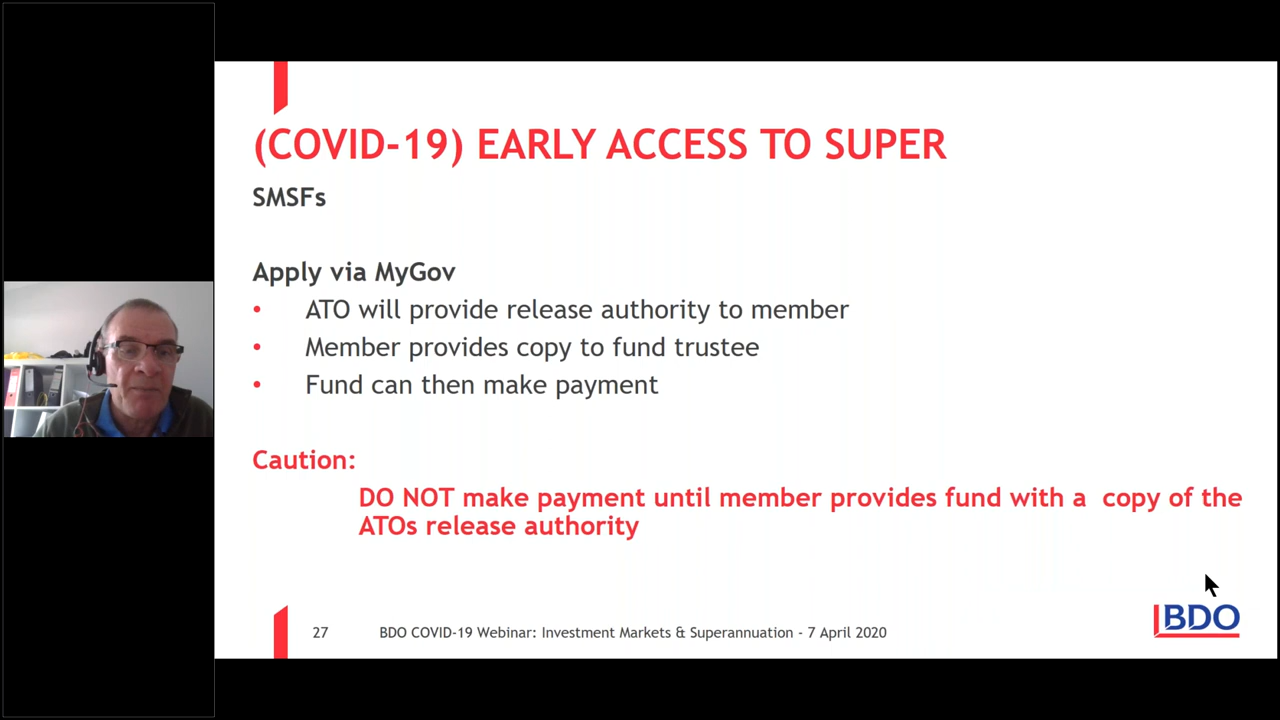 (COVID-19) EARLY ACCESS TO SUPER
SMSFs
Apply via MyGov
• ATO will provide release authority to member
• Member provides copy to fund trustee
• Fund can then make payment
Caution:
DO NOT make payment until member provides fund with a copy of the
ATOs release authority
27 BDO COVID-19 Webinar: Investment Markets & Superannuation - 7 April 2020
BDO